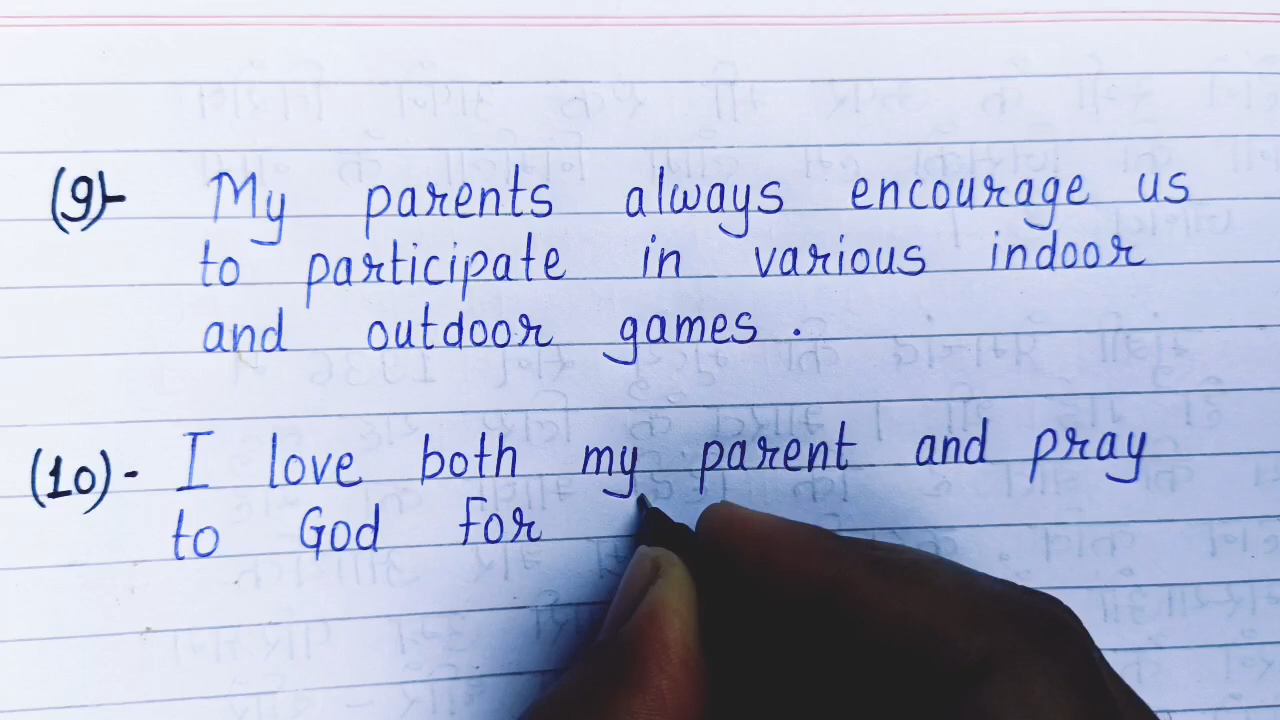 (9)- My parents always encourage us
to participate in various indoor
and outdoor games.
(10)- I love both my parent and pray
to God for